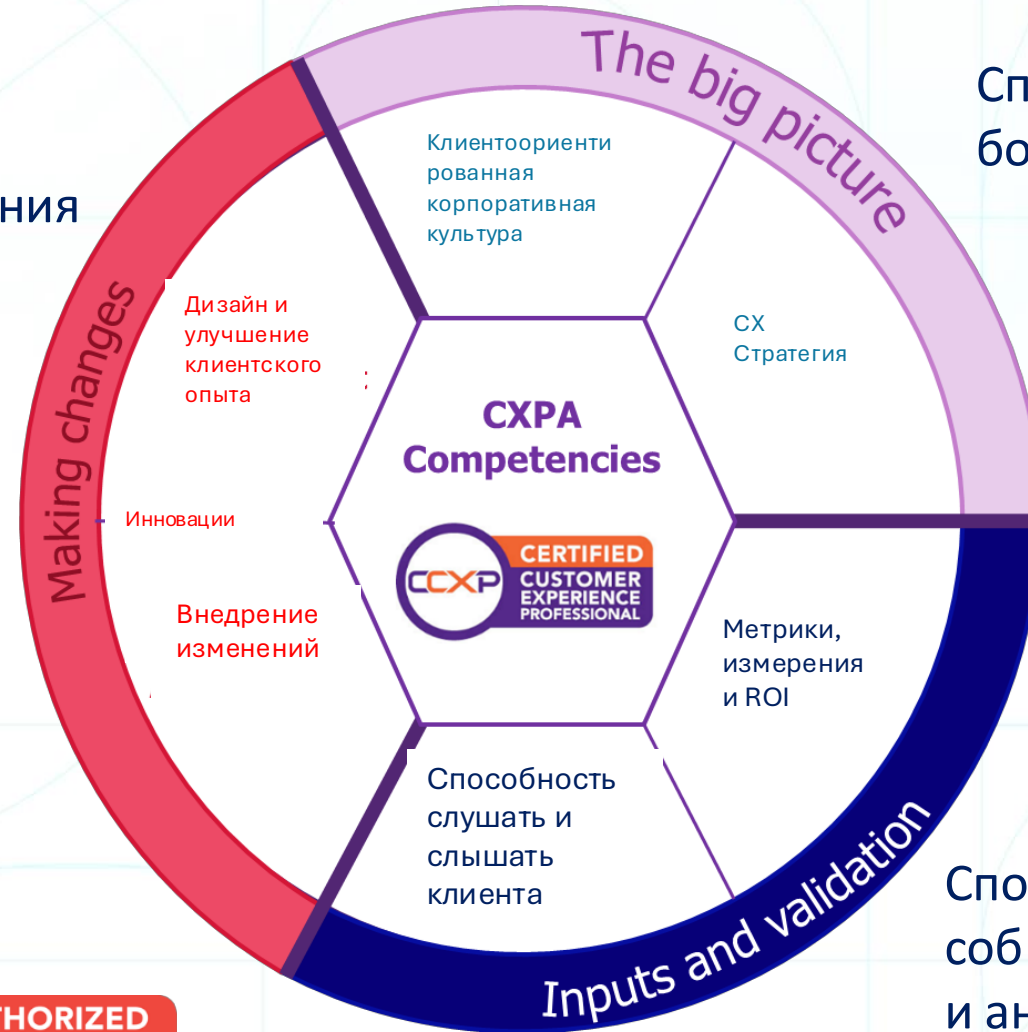 The big picture
Сп
бо
ния
Клиентоориенти
рованная
корпоративная
культура
Making changes
Дизайн и
улучшение
клиентского
опыта
CX
Стратегия
CXPA
Competencies
Инновации
CCXP
CERTIFIED
CUSTOMER
EXPERIENCE
PROFESSIONAL
Внедрение
изменений
Метрики,
измерения
и ROI
Способность
слушать и
слышать
клиента
Inputs and validation
Спо
соб
и ан
THORIZED